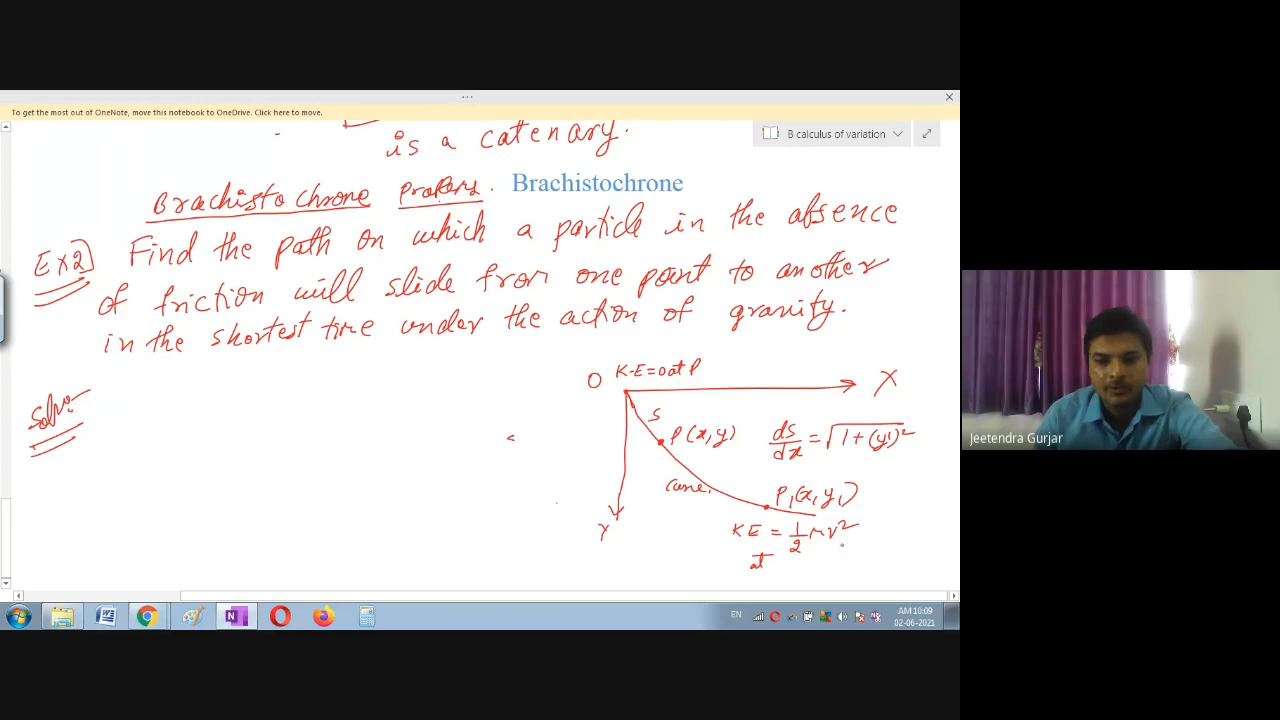 To get the most out of OneNote, move this notebook to OneDrive. Click here to move.
is a catenary.
B calculus of variation
Brachistochrone Brachistochrone
Ex2] Find the path on which a particle in the absence
of friction will slide from one point to another
in the shortest time under the action of gravity.
Solve:-
O K-E=0 at P
X
S
P(x,y)
ds/dx = √1+(y')²
curve.
P₁(x₁,y₁)
Y
KE = 1/2 mv²
at
Jeetendra Gurjar
EN
AM 10:09
02-06-2021